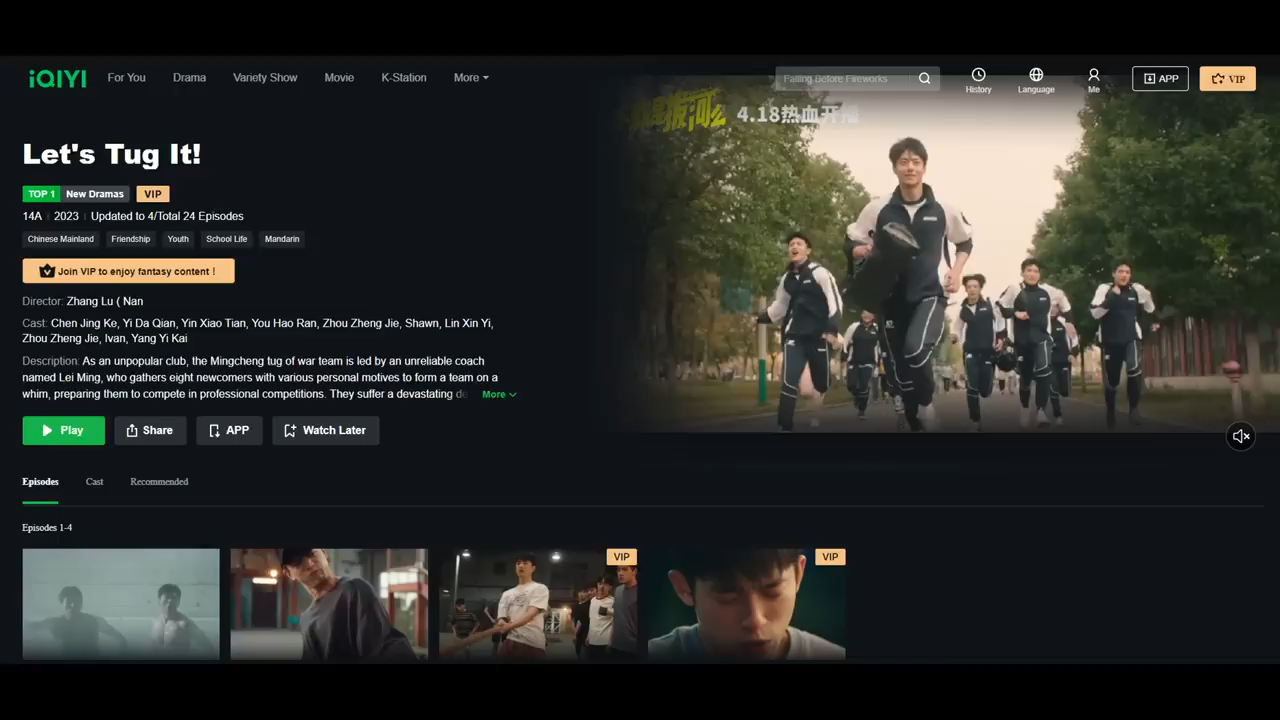 iQIYI For You Drama Variety Show Movie K-Station More Falling Before Fireworks History Language Me APP VIP
拔河 4.18热血开播
Let's Tug It!
TOP 1 New Dramas VIP
14A 2023 Updated to 4/Total 24 Episodes
Chinese Mainland Friendship Youth School Life Mandarin
Join VIP to enjoy fantasy content !
Director: Zhang Lu ( Nan
Cast: Chen Jing Ke, Yi Da Qian, Yin Xiao Tian, You Hao Ran, Zhou Zheng Jie, Shawn, Lin Xin Yi,
Zhou Zheng Jie, Ivan, Yang Yi Kai
Description: As an unpopular club, the Mingcheng tug of war team is led by an unreliable coach
named Lei Ming, who gathers eight newcomers with various personal motives to form a team on a
whim, preparing them to compete in professional competitions. They suffer a devastating de More
Play Share APP Watch Later
Episodes Cast Recommended
Episodes 1-4
VIP VIP